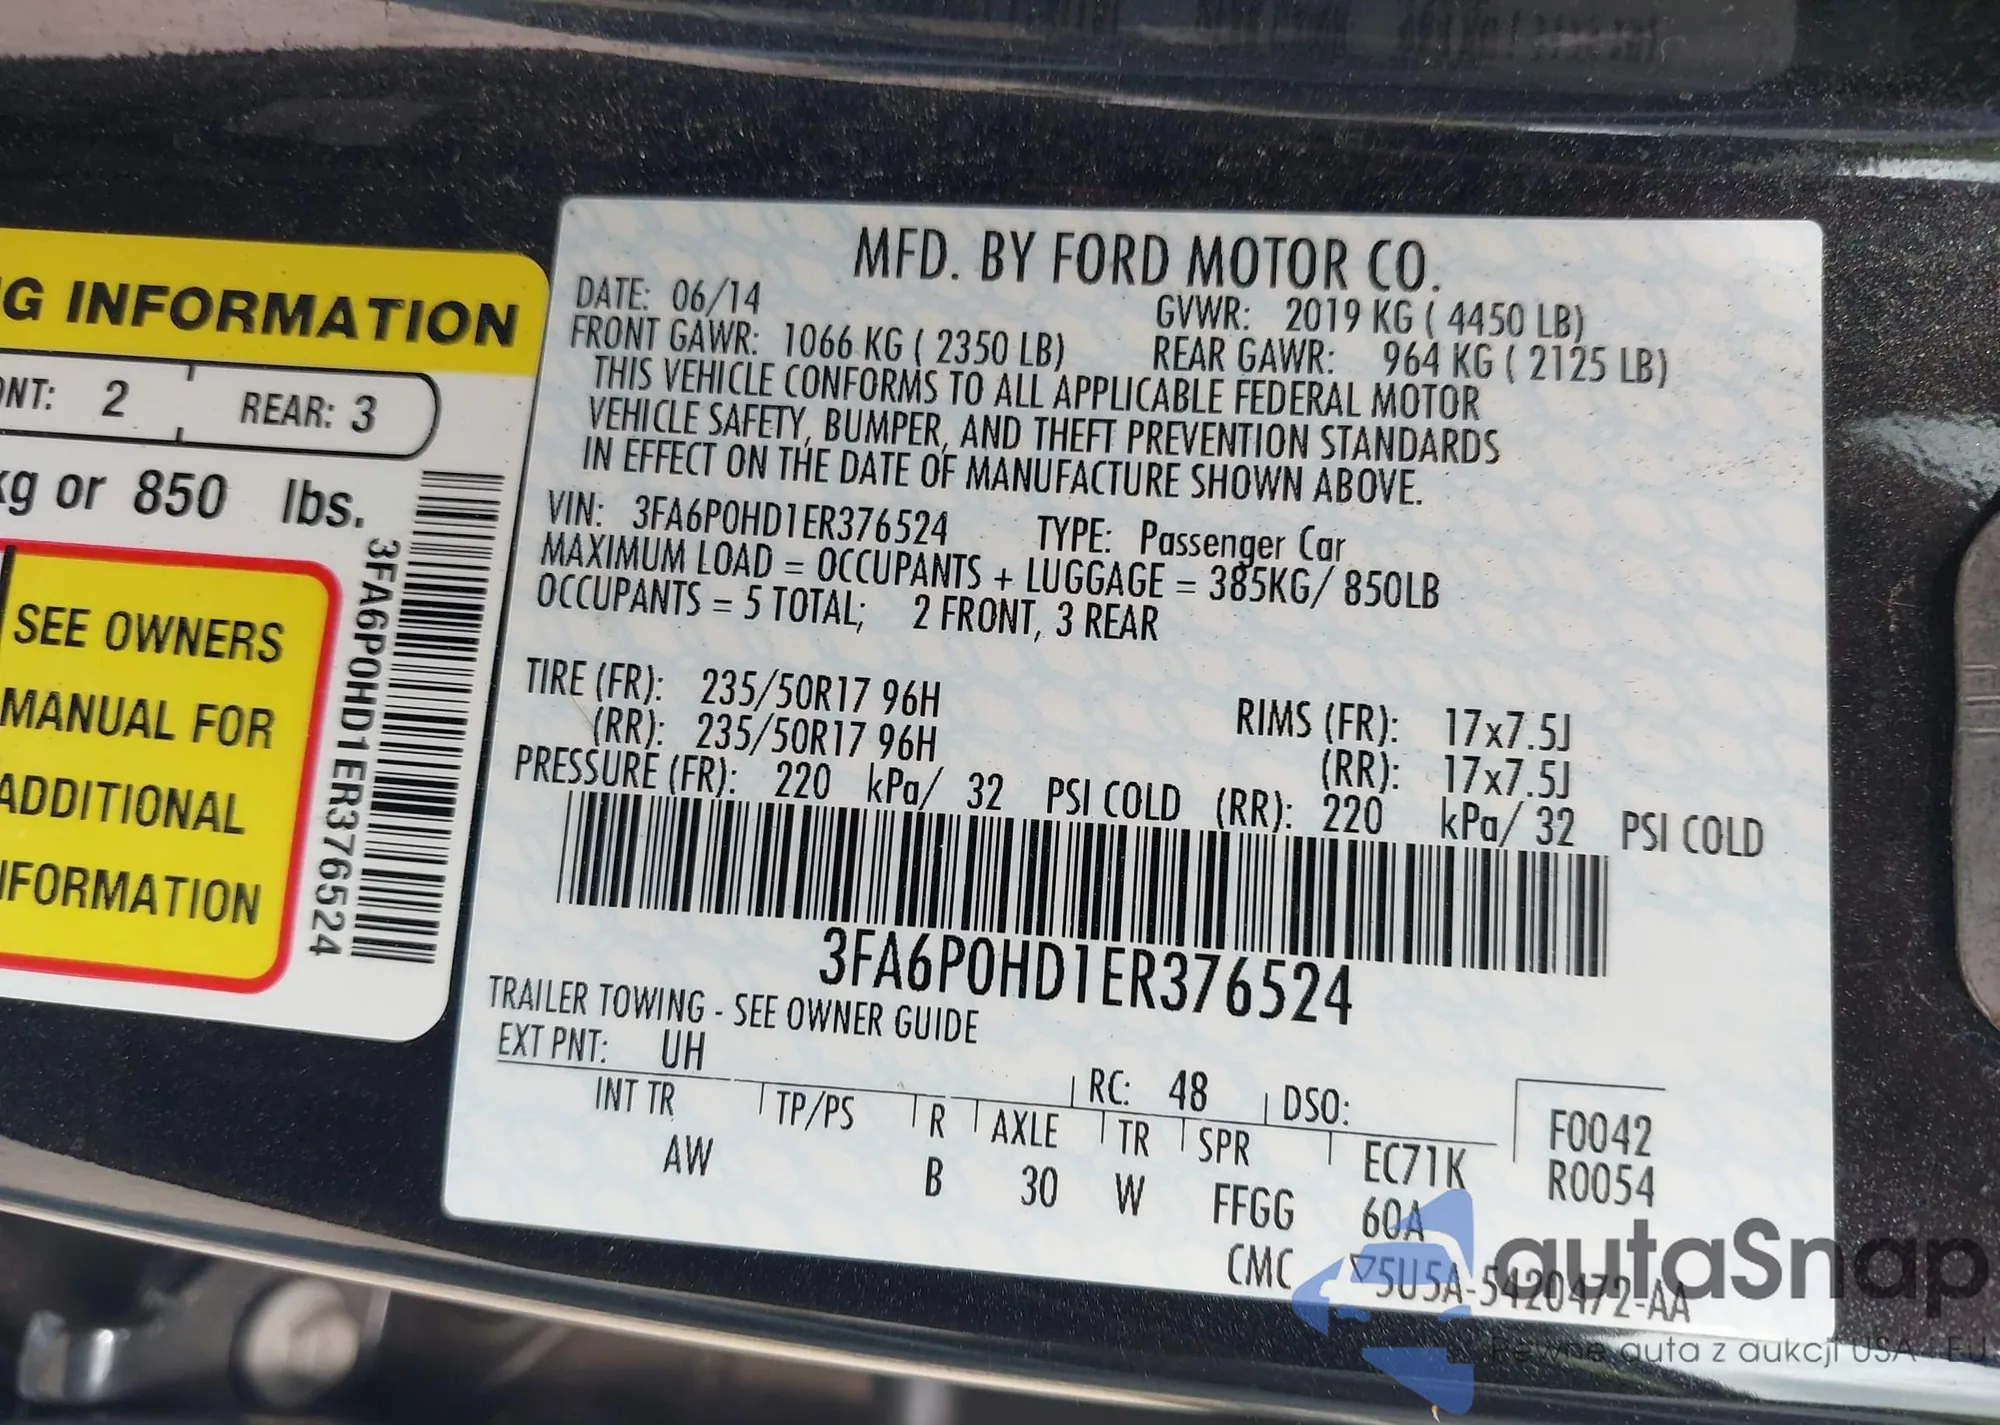 G INFORMATION
NT: 2 REAR: 3
kg or 850 lbs.
SEE OWNERS
MANUAL FOR
ADDITIONAL
INFORMATION
3FA6P0HD1ER376524
MFD. BY FORD MOTOR CO.
DATE: 06/14 GVWR: 2019 KG ( 4450 LB)
FRONT GAWR: 1066 KG ( 2350 LB) REAR GAWR: 964 KG ( 2125 LB)
THIS VEHICLE CONFORMS TO ALL APPLICABLE FEDERAL MOTOR
VEHICLE SAFETY, BUMPER, AND THEFT PREVENTION STANDARDS
IN EFFECT ON THE DATE OF MANUFACTURE SHOWN ABOVE.
VIN: 3FA6P0HD1ER376524 TYPE: Passenger Car
MAXIMUM LOAD = OCCUPANTS + LUGGAGE = 385KG/ 850LB
OCCUPANTS = 5 TOTAL; 2 FRONT, 3 REAR
TIRE (FR): 235/50R17 96H RIMS (FR): 17x7.5J
(RR): 235/50R17 96H (RR): 17x7.5J
PRESSURE (FR): 220 kPa/ 32 PSI COLD (RR): 220 kPa/ 32 PSI COLD
3FA6P0HD1ER376524
TRAILER TOWING - SEE OWNER GUIDE
EXT PNT: UH RC: 48 DSO: F0042
INT TR TP/PS R AXLE TR SPR EC71K R0054
AW B 30 W FFGG 60A
CMC ▽5U5A-5420472-AA
autaSnap
Pewne auta z aukcji USA i EU